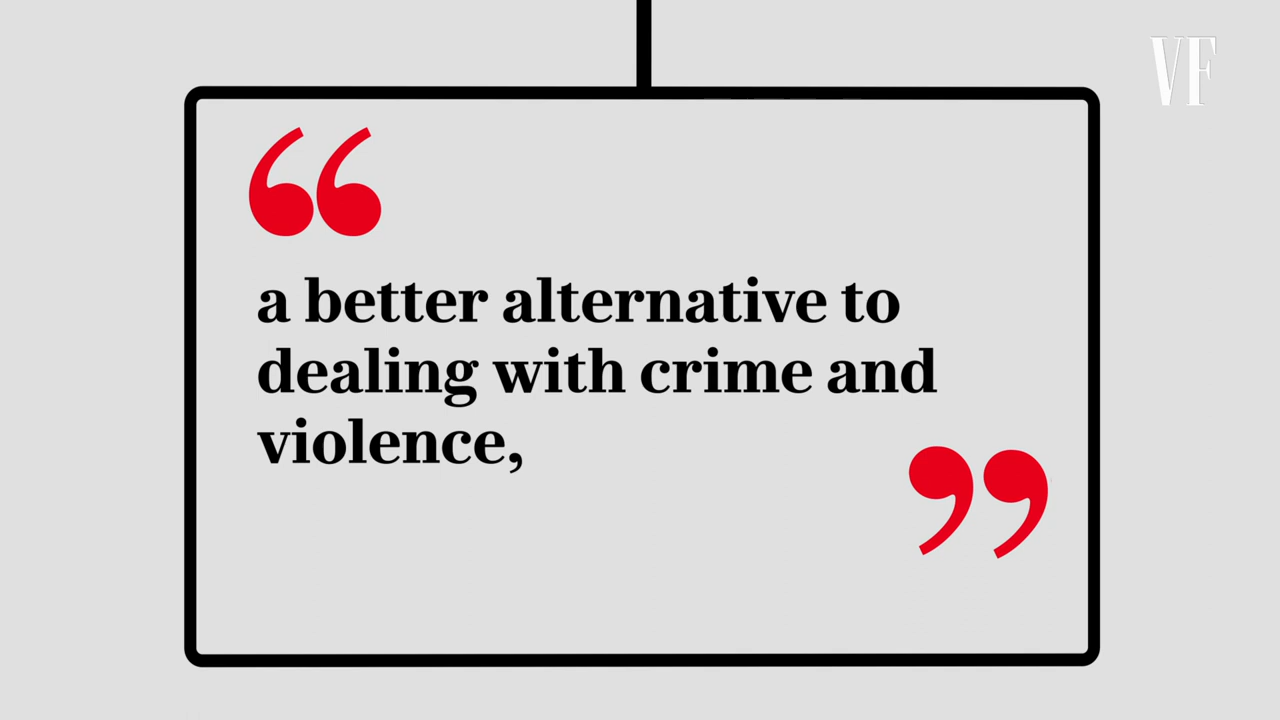 VF
“
a better alternative to
dealing with crime and
violence,
”